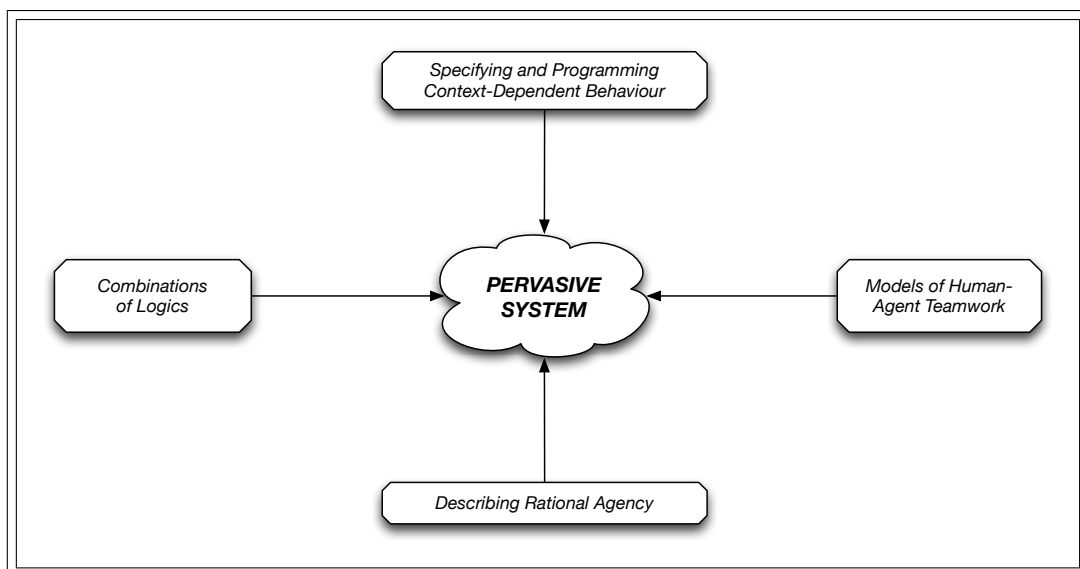 Specifying and Programming
Context-Dependent Behaviour
Combinations
of Logics
PERVASIVE
SYSTEM
Models of Human-
Agent Teamwork
Describing Rational Agency